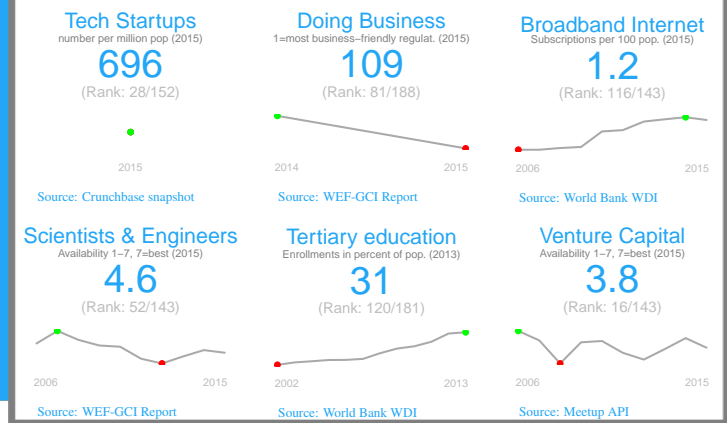 Tech Startups
number per million pop (2015)
696
(Rank: 28/152)
2015
Source: Crunchbase snapshot
Doing Business
1=most business−friendly regulat. (2015)
109
(Rank: 81/188)
2014 2015
Source: WEF-GCI Report
Broadband Internet
Subscriptions per 100 pop. (2015)
1.2
(Rank: 116/143)
2006 2015
Source: World Bank WDI
Scientists & Engineers
Availability 1−7, 7=best (2015)
4.6
(Rank: 52/143)
2006 2015
Source: WEF-GCI Report
Tertiary education
Enrollments in percent of pop. (2013)
31
(Rank: 120/181)
2002 2013
Source: World Bank WDI
Venture Capital
Availability 1−7, 7=best (2015)
3.8
(Rank: 16/143)
2006 2015
Source: Meetup API